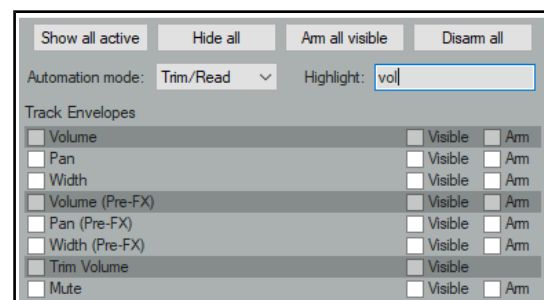 Show all active Hide all Arm all visible Disarm all
Automation mode: Trim/Read Highlight: vol
Track Envelopes
Volume Visible Arm
Pan Visible Arm
Width Visible Arm
Volume (Pre-FX) Visible Arm
Pan (Pre-FX) Visible Arm
Width (Pre-FX) Visible Arm
Trim Volume Visible
Mute Visible Arm